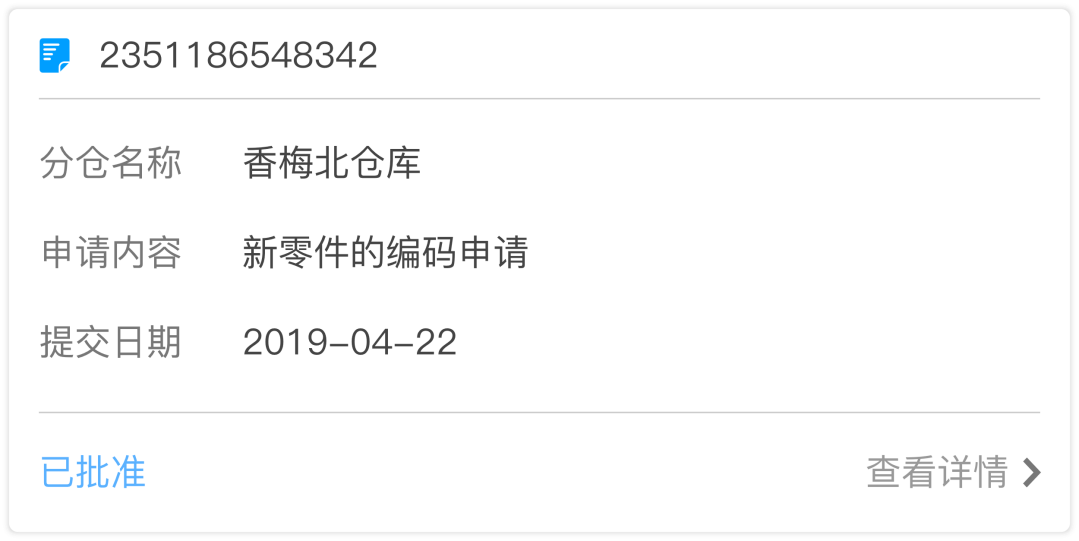 2351186548342
分仓名称 香梅北仓库
申请内容 新零件的编码申请
提交日期 2019-04-22
已批准 查看详情